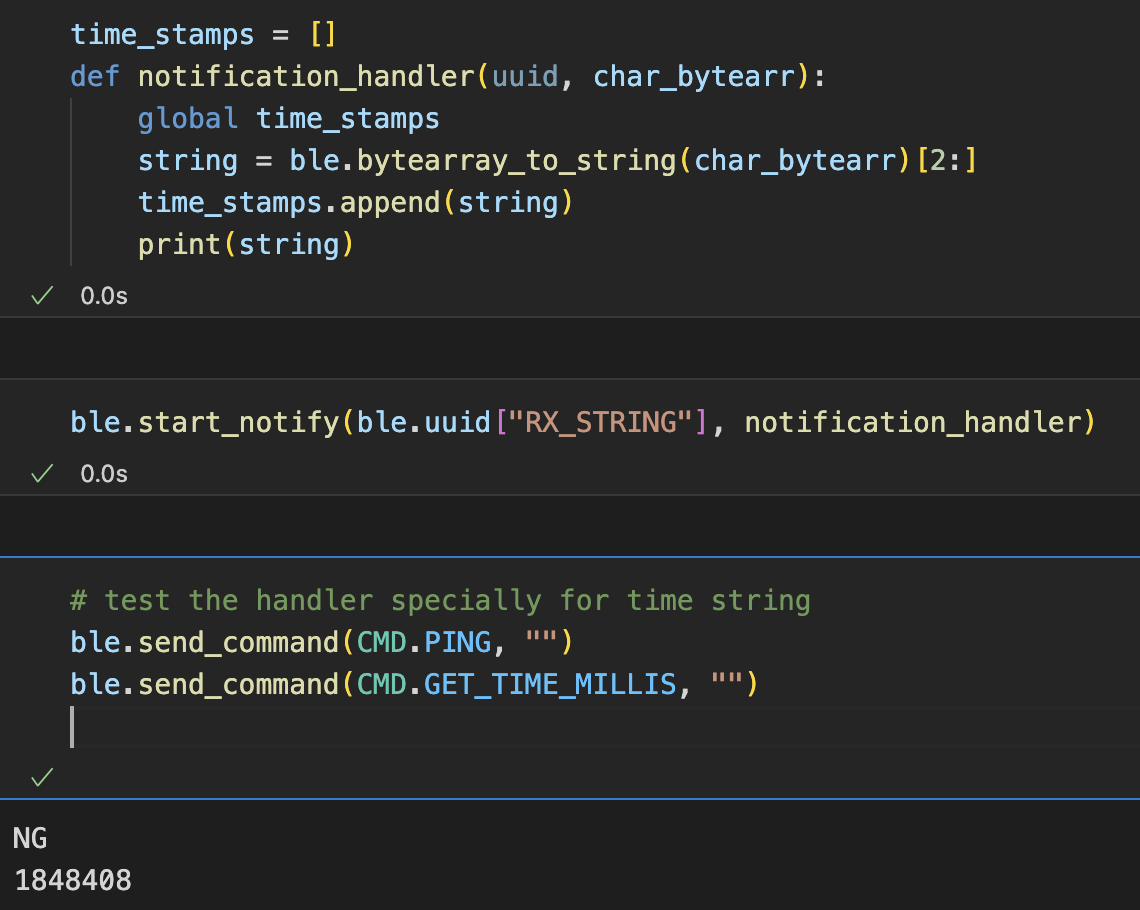 time_stamps = []
def notification_handler(uuid, char_bytearr):
    global time_stamps
    string = ble.bytearray_to_string(char_bytearr)[2:]
    time_stamps.append(string)
    print(string)
✓ 0.0s
ble.start_notify(ble.uuid["RX_STRING"], notification_handler)
✓ 0.0s
# test the handler specially for time string
ble.send_command(CMD.PING, "")
ble.send_command(CMD.GET_TIME_MILLIS, "")
✓
NG
1848408